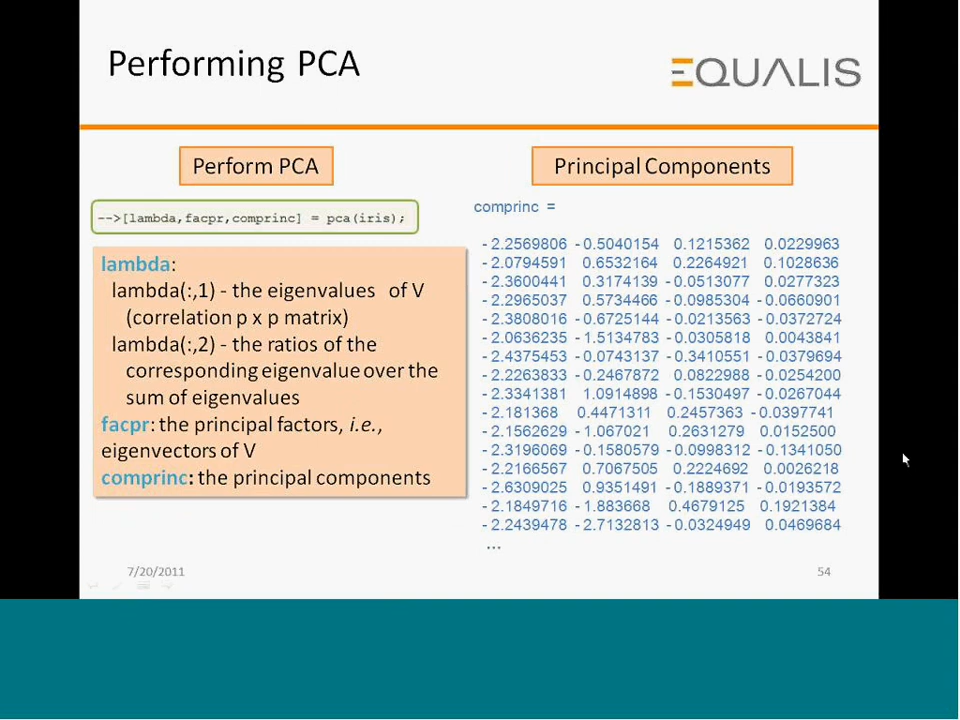 Performing PCA
EQUALIS
Perform PCA
-->[lambda,facpr,comprinc] = pca(iris);
lambda:
lambda(:,1) - the eigenvalues of V
(correlation p x p matrix)
lambda(:,2) - the ratios of the
corresponding eigenvalue over the
sum of eigenvalues
facpr: the principal factors, i.e.,
eigenvectors of V
comprinc: the principal components
Principal Components
comprinc =
- 2.2569806 - 0.5040154 0.1215362 0.0229963
- 2.0794591 0.6532164 0.2264921 0.1028636
- 2.3600441 0.3174139 - 0.0513077 0.0277323
- 2.2965037 0.5734466 - 0.0985304 - 0.0660901
- 2.3808016 - 0.6725144 - 0.0213563 - 0.0372724
- 2.0636235 - 1.5134783 - 0.0305818 0.0043841
- 2.4375453 - 0.0743137 - 0.3410551 - 0.0379694
- 2.2263833 - 0.2467872 0.0822988 - 0.0254200
- 2.3341381 1.0914898 - 0.1530497 - 0.0267044
- 2.181368 0.4471311 0.2457363 - 0.0397741
- 2.1562629 - 1.067021 0.2631279 0.0152500
- 2.3196069 - 0.1580579 - 0.0998312 - 0.1341050
- 2.2166567 0.7067505 0.2224692 0.0026218
- 2.6309025 0.9351491 - 0.1889371 - 0.0193572
- 2.1849716 - 1.883668 0.4679125 0.1921384
- 2.2439478 - 2.7132813 - 0.0324949 0.0469684
...
7/20/2011
54